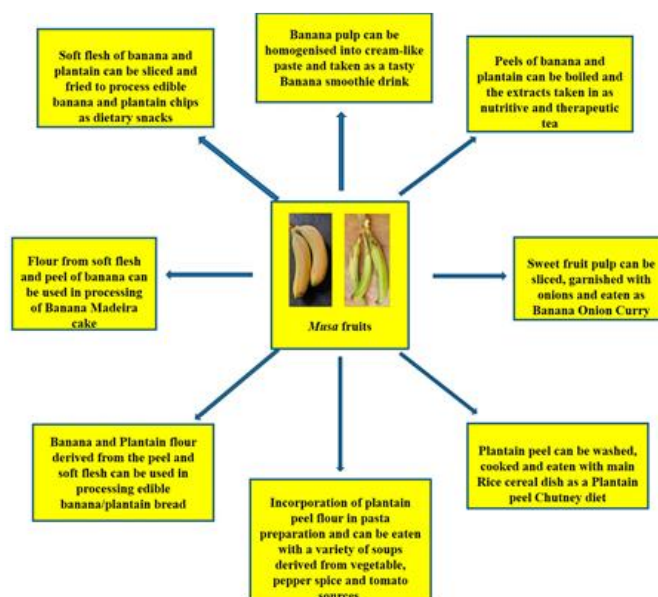 Soft flesh of banana and
plantain can be sliced and
fried to process edible
banana and plantain chips
as dietary snacks
Banana pulp can be
homogenised into cream-like
paste and taken as a tasty
Banana smoothie drink
Peels of banana and
plantain can be boiled and
the extracts taken in as
nutritive and therapeutic
tea
Flour from soft flesh
and peel of banana can
be used in processing
of Banana Madeira
cake
Musa fruits
Sweet fruit pulp can be
sliced, garnished with
onions and eaten as
Banana Onion Curry
Banana and Plantain flour
derived from the peel and
soft flesh can be used in
processing edible
banana/plantain bread
Incorporation of plantain
peel flour in pasta
preparation and can be eaten
with a variety of soups
derived from vegetable,
pepper spice and tomato
sources
Plantain peel can be washed,
cooked and eaten with main
Rice cereal dish as a Plantain
peel Chutney diet